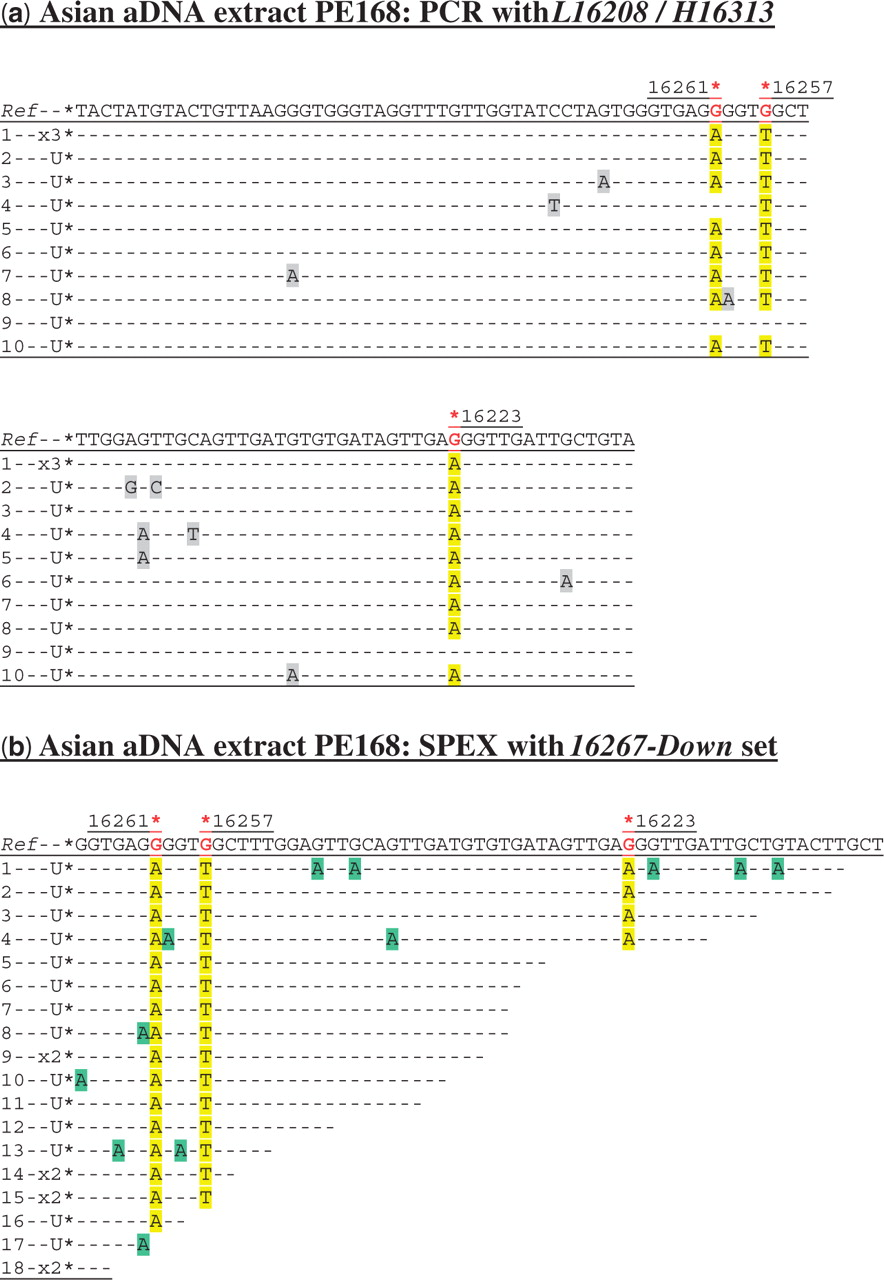 (a) Asian aDNA extract PE168: PCR with L16208 / H16313
16261* *16257
Ref--*TACTATGTACTGTTAAGGGTGGGTAGGTTTGTTGGTATCCTAGTGGGTGAGGGGTGGCT
1--x3*---------------------------------------------------A---T---
2---U*---------------------------------------------------A---T---
3---U*------------------------------------------A--------A---T---
4---U*--------------------------------------T----------------T---
5---U*---------------------------------------------------A---T---
6---U*---------------------------------------------------A---T---
7---U*-----------------A---------------------------------A---T---
8---U*---------------------------------------------------AA--T---
9---U*-----------------------------------------------------------
10--U*---------------------------------------------------A---T---
*16223
Ref--*TTGGAGTTGCAGTTGATGTGTGATAGTTGAGGGTTGATTGCTGTA
1--x3*------------------------------A--------------
2---U*----G-C-----------------------A--------------
3---U*------------------------------A--------------
4---U*-----A---T--------------------A--------------
5---U*-----A------------------------A--------------
6---U*------------------------------A--------A-----
7---U*------------------------------A--------------
8---U*------------------------------A--------------
9---U*---------------------------------------------
10--U*-----------------A------------A--------------
(b) Asian aDNA extract PE168: SPEX with 16267-Down set
16261* *16257 *16223
Ref--*GGTGAGGGGTGGCTTTGGAGTTGCAGTTGATGTGTGATAGTTGAGGGTTGATTGCTGTACTTGCT
1---U*------A---T--------A--A---------------------A-A------A--A-----
2---U*------A---T---------------------------------A----------------
3---U*------A---T---------------------------------A----------
4---U*------AA--T--------------A------------------A------
5---U*------A---T---------------------------
6---U*------A---T-------------------------
7---U*------A---T------------------------
8---U*-----AA---T------------------------
9--x2*------A---T----------------------
10--U*A-----A---T-------------------
11--U*------A---T-----------------
12--U*------A---T----------
13--U*---A--A-A-T-----
14-x2*------A---T--
15-x2*------A---T
16--U*------A--
17--U*-----A
18-x2*---